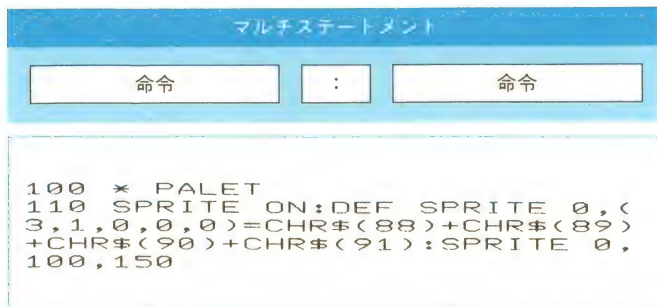 マルチステートメント
命令 : 命令
100 * PALET
110 SPRITE ON:DEF SPRITE 0,(
3,1,0,0,0)=CHR$(88)+CHR$(89)
+CHR$(90)+CHR$(91):SPRITE 0,
100,150